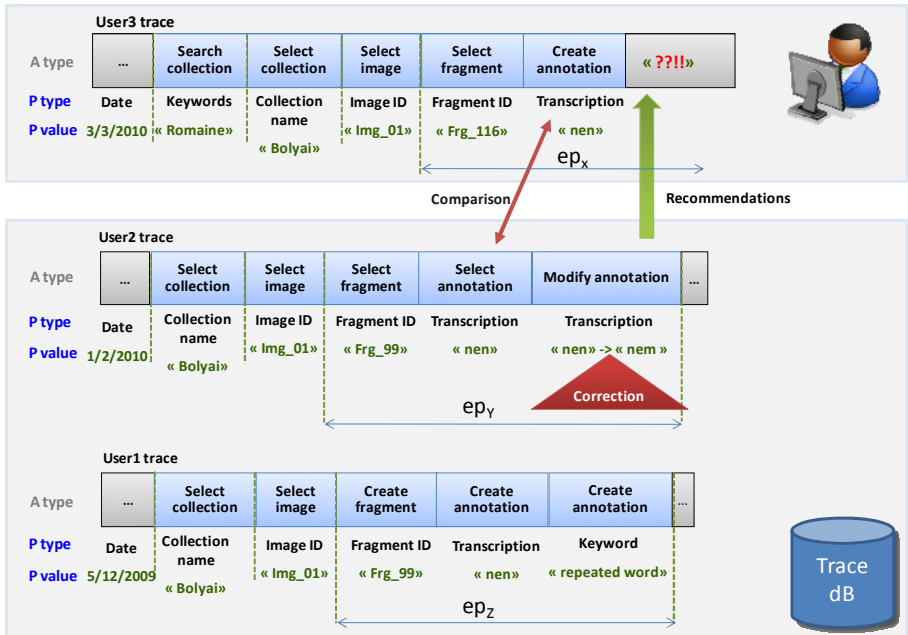 User3 trace
A type ... Search collection Select collection Select image Select fragment Create annotation « ??!!»
P type Date Keywords Collection name Image ID Fragment ID Transcription
P value 3/3/2010 « Romaine» « Bolyai» « Img_01» « Frg_116» « nen»
epx
Comparison
Recommendations
User2 trace
A type ... Select collection Select image Select fragment Select annotation Modify annotation ...
P type Date Collection name Image ID Fragment ID Transcription Transcription
P value 1/2/2010 « Bolyai» « Img_01» « Frg_99» « nen» « nen» -> « nem »
Correction
epY
User1 trace
A type ... Select collection Select image Create fragment Create annotation Create annotation ...
P type Date Collection name Image ID Fragment ID Transcription Keyword
P value 5/12/2009 « Bolyai» « Img_01» « Frg_99» « nen» « repeated word»
epZ
Trace
dB